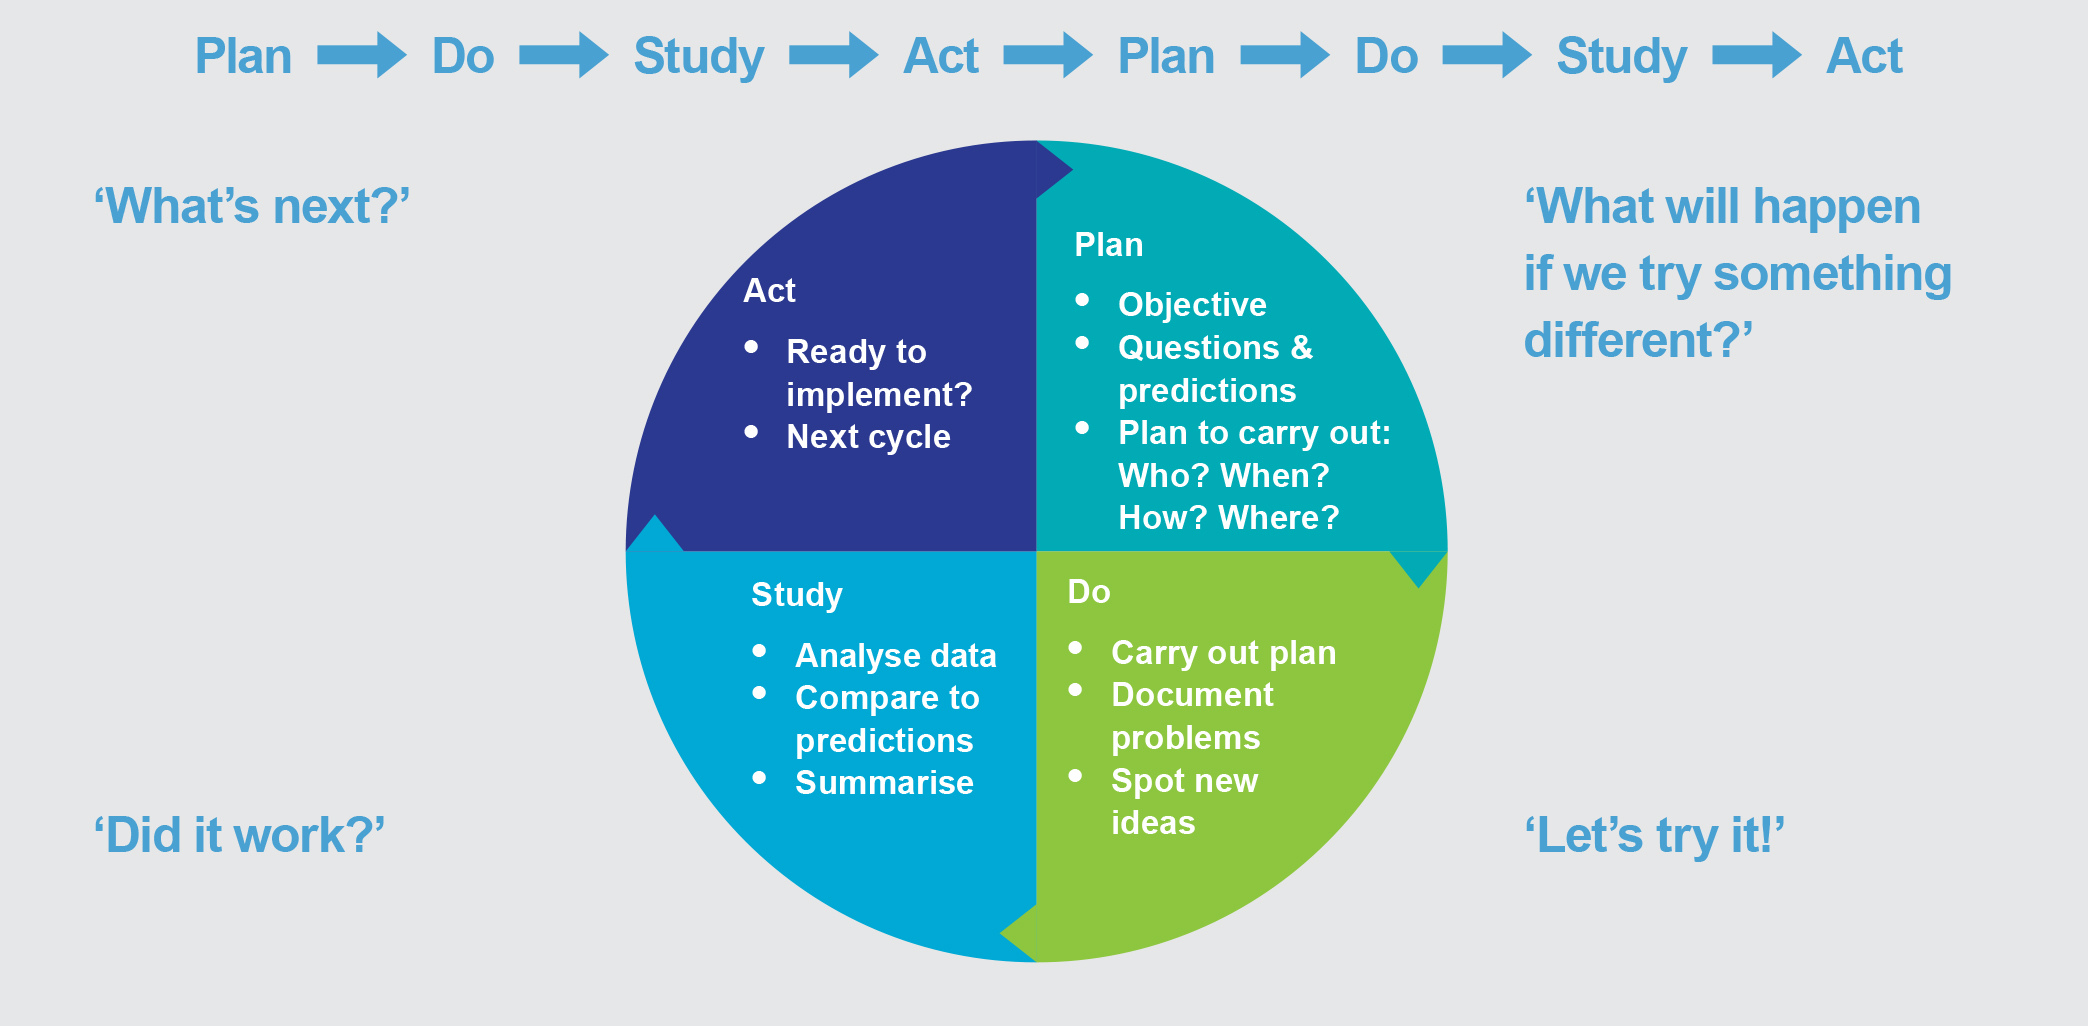 Plan Do Study Act Plan Do Study Act
‘What’s next?’
‘What will happen
if we try something
different?’
Act
• Ready to
implement?
• Next cycle
Plan
• Objective
• Questions &
predictions
• Plan to carry out:
Who? When?
How? Where?
Study
• Analyse data
• Compare to
predictions
• Summarise
Do
• Carry out plan
• Document
problems
• Spot new
ideas
‘Did it work?’
‘Let’s try it!’